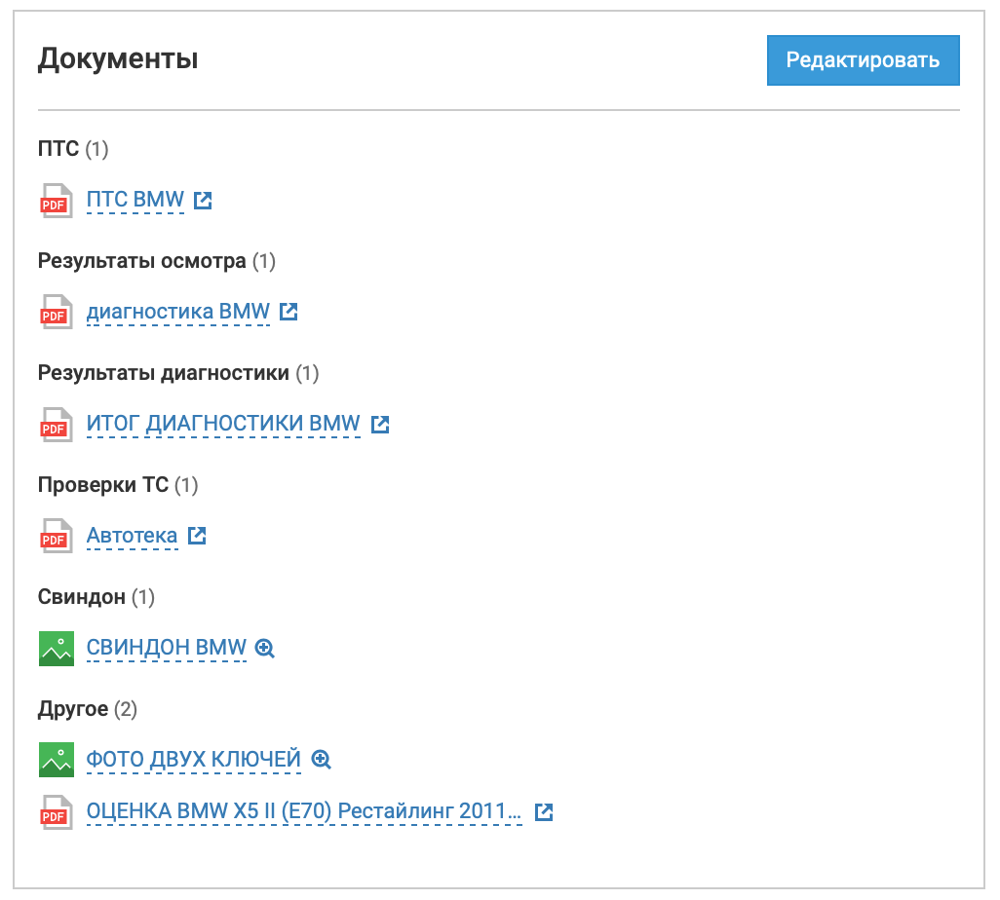 Документы
Редактировать
ПТС (1)
PDF ПТС BMW
Результаты осмотра (1)
PDF диагностика BMW
Результаты диагностики (1)
PDF ИТОГ ДИАГНОСТИКИ BMW
Проверки ТС (1)
PDF Автотека
Свиндон (1)
СВИНДОН BMW
Другое (2)
ФОТО ДВУХ КЛЮЧЕЙ
PDF ОЦЕНКА BMW X5 II (E70) Рестайлинг 2011...